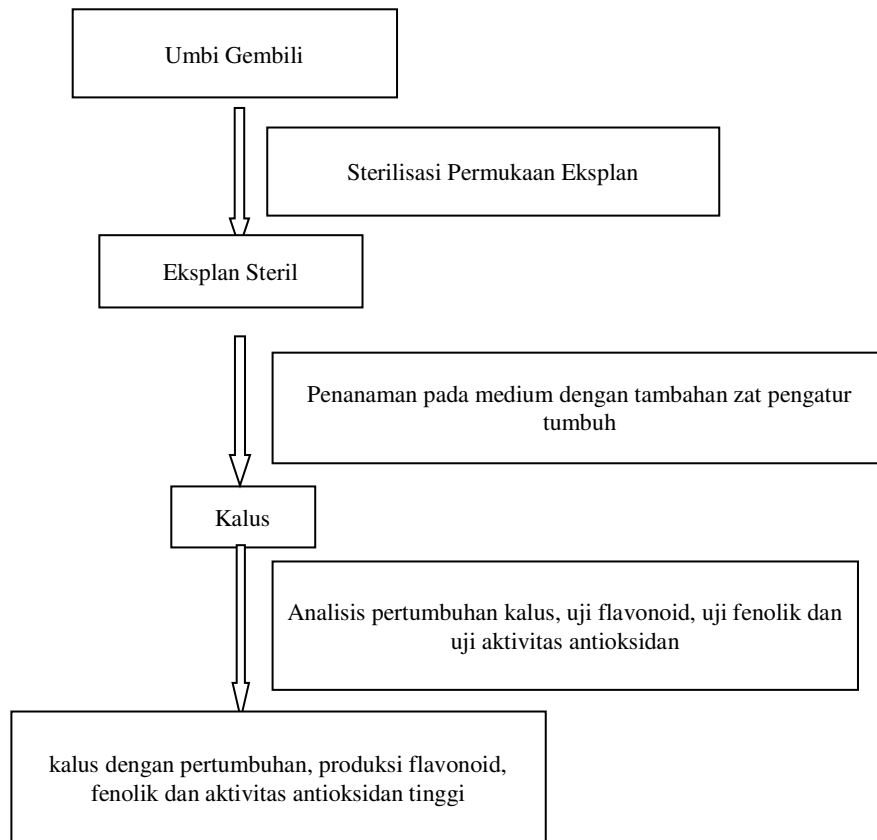 Umbi Gembili
Sterilisasi Permukaan Eksplan
Eksplan Steril
Penanaman pada medium dengan tambahan zat pengatur
tumbuh
Kalus
Analisis pertumbuhan kalus, uji flavonoid, uji fenolik dan
uji aktivitas antioksidan
kalus dengan pertumbuhan, produksi flavonoid,
fenolik dan aktivitas antioksidan tinggi